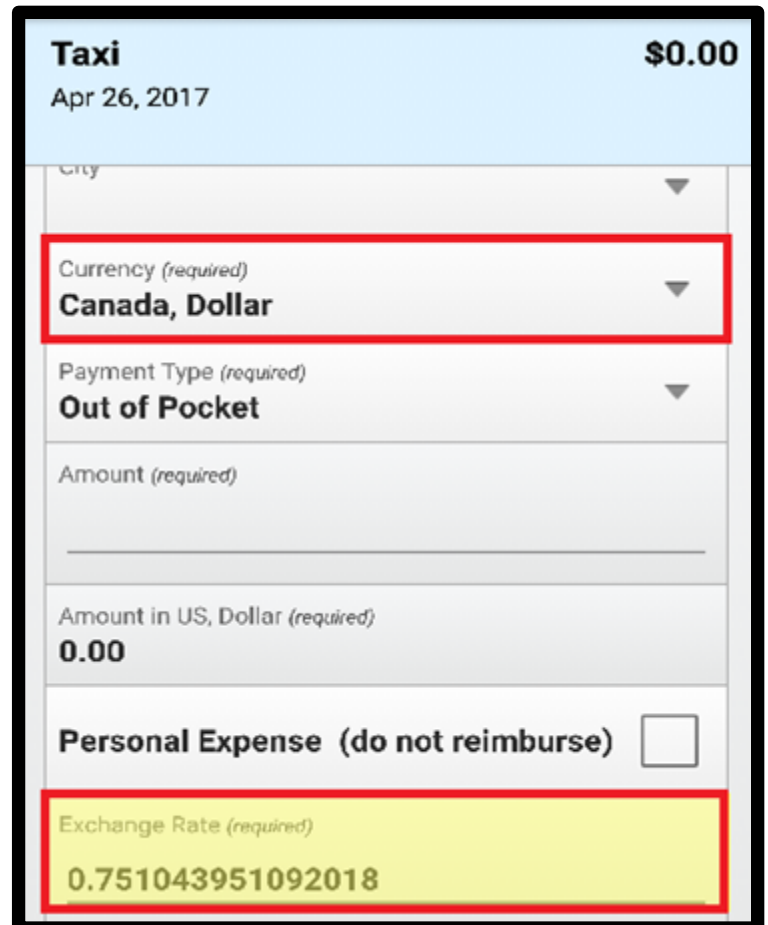 Taxi $0.00
Apr 26, 2017
City
Currency (required)
Canada, Dollar
Payment Type (required)
Out of Pocket
Amount (required)
Amount in US, Dollar (required)
0.00
Personal Expense (do not reimburse)
Exchange Rate (required)
0.751043951092018